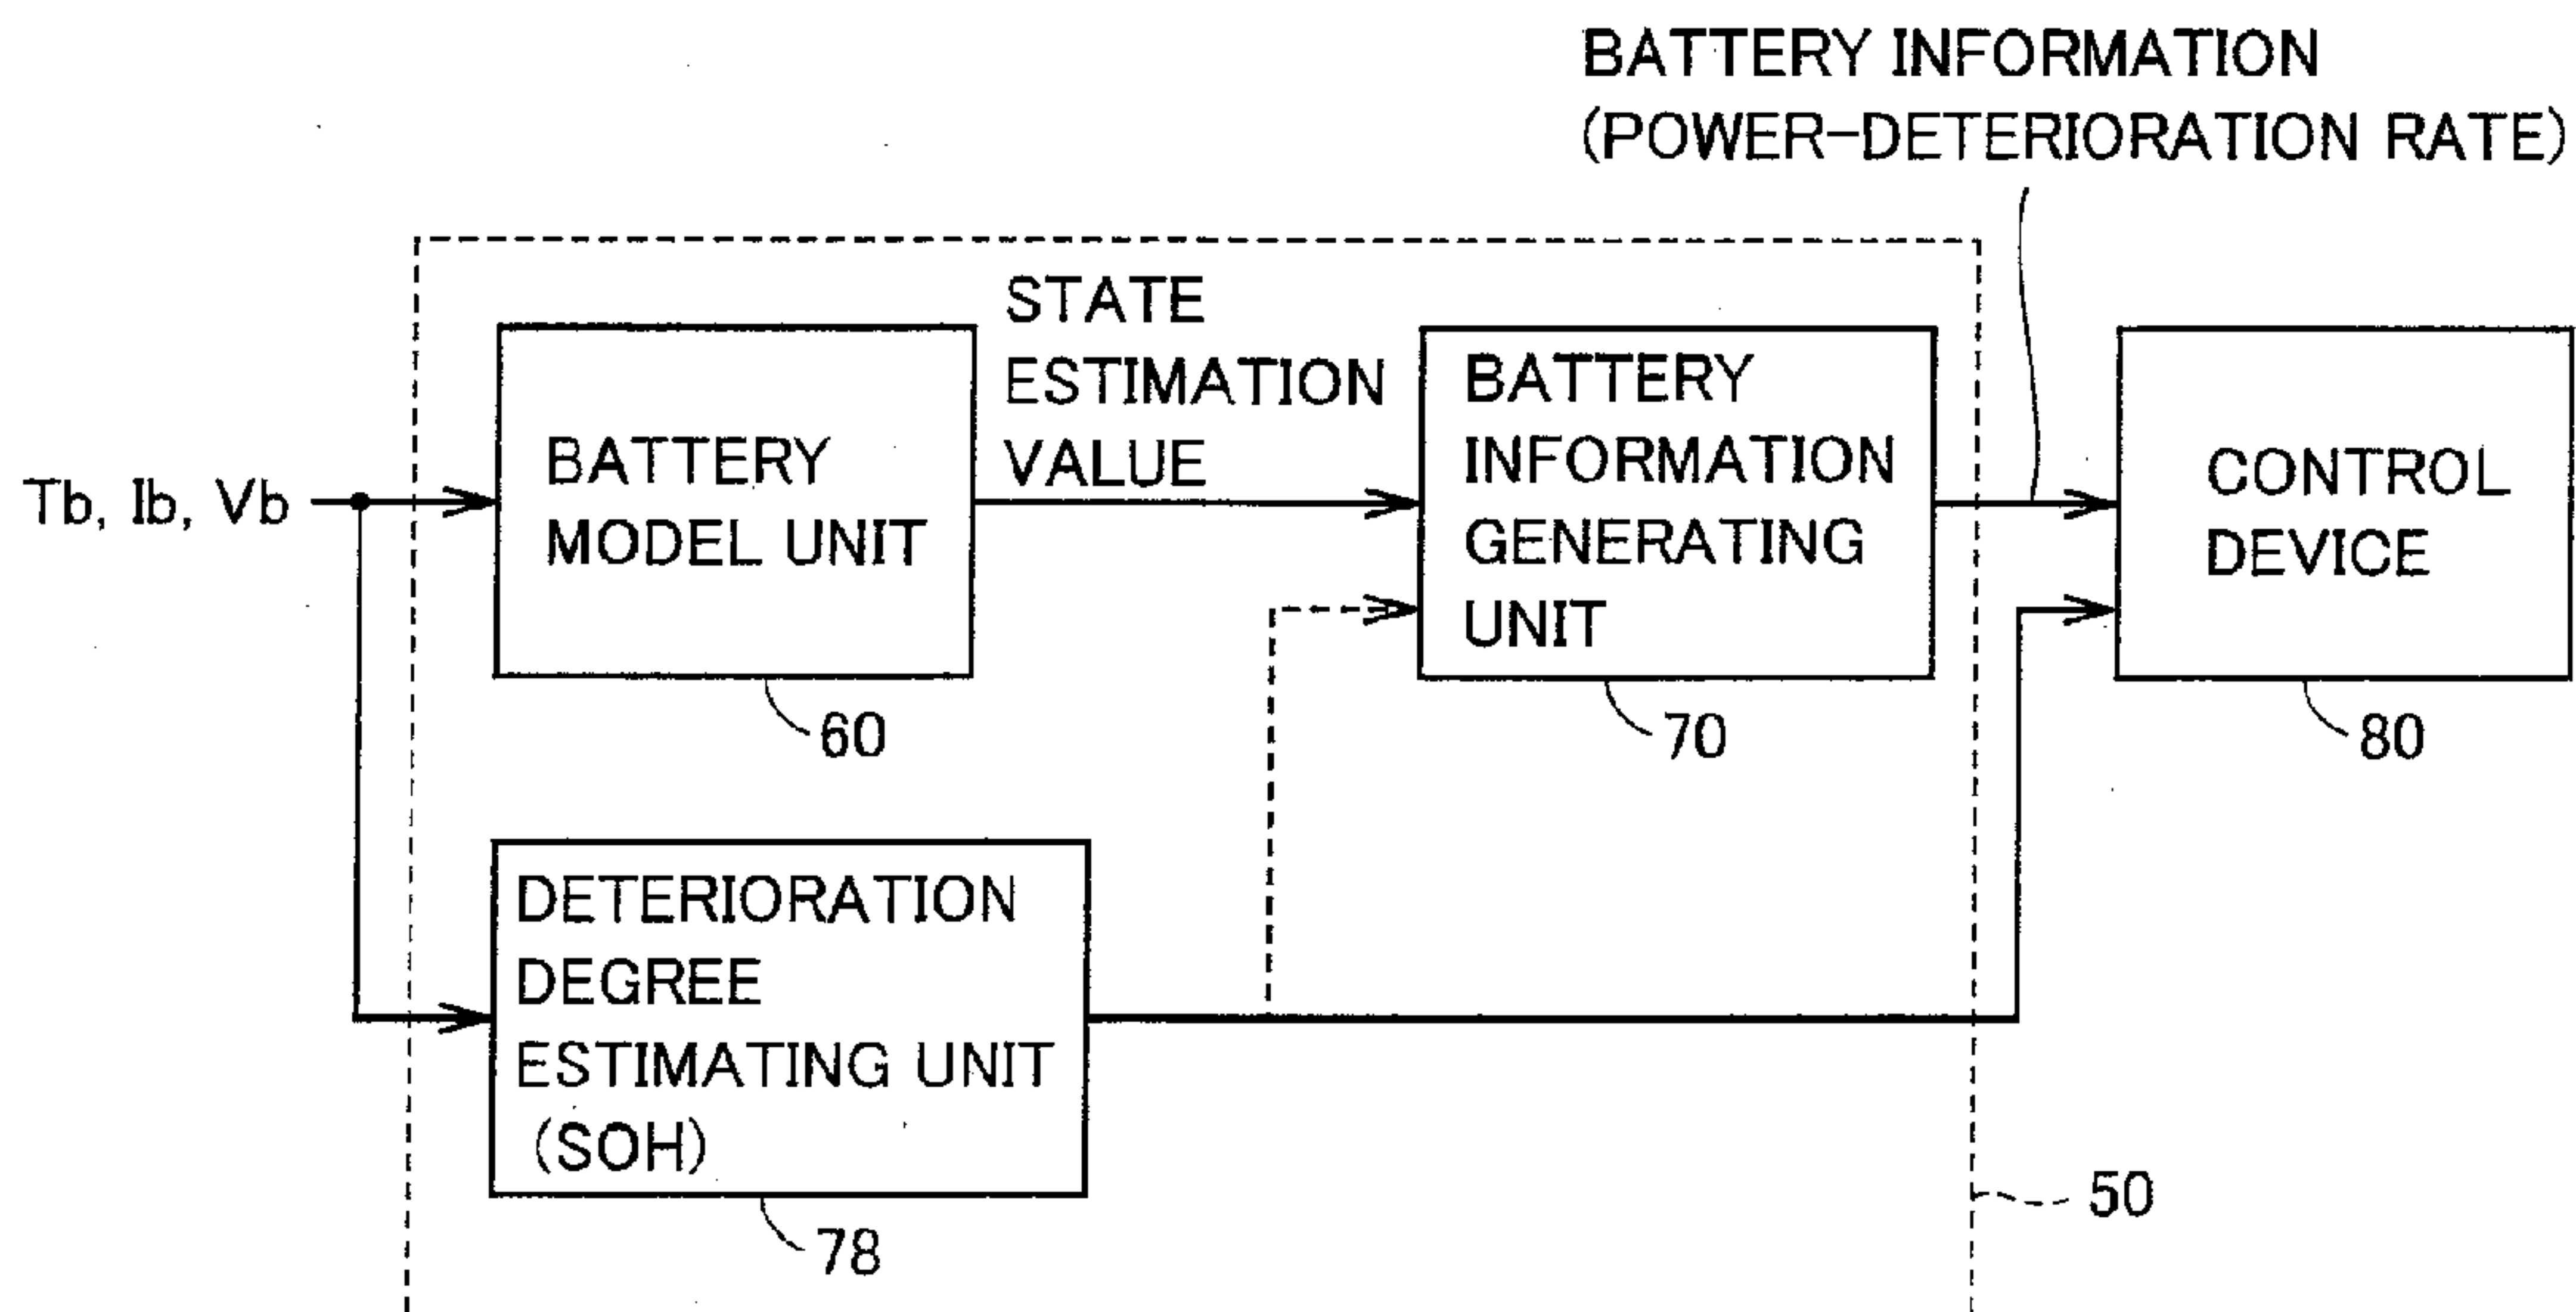 BATTERY INFORMATION
(POWER-DETERIORATION RATE)
STATE
ESTIMATION
VALUE
Tb, Ib, Vb
BATTERY
MODEL UNIT
60
BATTERY
INFORMATION
GENERATING
UNIT
70
CONTROL
DEVICE
80
DETERIORATION
DEGREE
ESTIMATING UNIT
(SOH)
78
50